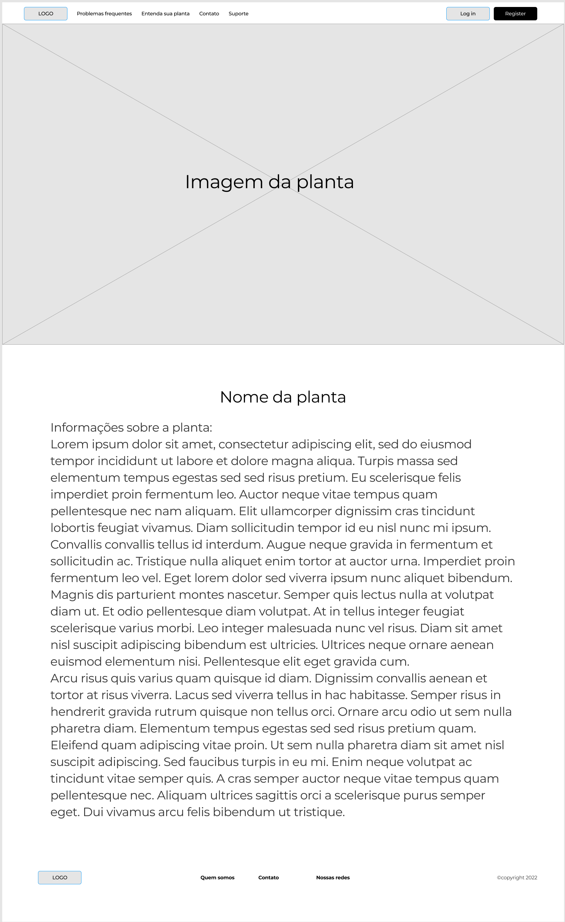 LOGO Problemas frequentes Entenda sua planta Contato Suporte Log in Register
Imagem da planta
Nome da planta
Informações sobre a planta:
Lorem ipsum dolor sit amet, consectetur adipiscing elit, sed do eiusmod
tempor incididunt ut labore et dolore magna aliqua. Turpis massa sed
elementum tempus egestas sed sed risus pretium. Eu scelerisque felis
imperdiet proin fermentum leo. Auctor neque vitae tempus quam
pellentesque nec nam aliquam. Elit ullamcorper dignissim cras tincidunt
lobortis feugiat vivamus. Diam sollicitudin tempor id eu nisl nunc mi ipsum.
Convallis convallis tellus id interdum. Augue neque gravida in fermentum et
sollicitudin ac. Tristique nulla aliquet enim tortor at auctor urna. Imperdiet proin
fermentum leo vel. Eget lorem dolor sed viverra ipsum nunc aliquet bibendum.
Magnis dis parturient montes nascetur. Semper quis lectus nulla at volutpat
diam ut. Et odio pellentesque diam volutpat. At in tellus integer feugiat
scelerisque varius morbi. Leo integer malesuada nunc vel risus. Diam sit amet
nisl suscipit adipiscing bibendum est ultricies. Ultrices neque ornare aenean
euismod elementum nisi. Pellentesque elit eget gravida cum.
Arcu risus quis varius quam quisque id diam. Dignissim convallis aenean et
tortor at risus viverra. Lacus sed viverra tellus in hac habitasse. Semper risus in
hendrerit gravida rutrum quisque non tellus orci. Ornare arcu odio ut sem nulla
pharetra diam. Elementum tempus egestas sed sed risus pretium quam.
Eleifend quam adipiscing vitae proin. Ut sem nulla pharetra diam sit amet nisl
suscipit adipiscing. Sed faucibus turpis in eu mi. Enim neque volutpat ac
tincidunt vitae semper quis. A cras semper auctor neque vitae tempus quam
pellentesque nec. Aliquam ultrices sagittis orci a scelerisque purus semper
eget. Dui vivamus arcu felis bibendum ut tristique.
LOGO Quem somos Contato Nossas redes ©copyright 2022